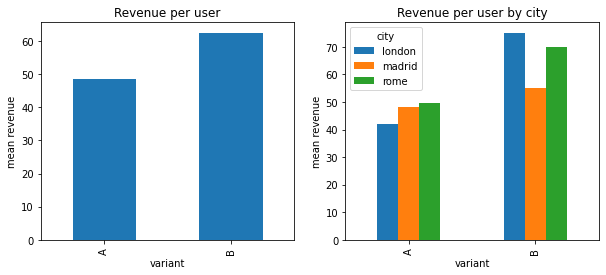 Revenue per user
mean revenue
60
50
40
30
20
10
0
A
B
variant
Revenue per user by city
mean revenue
70
60
50
40
30
20
10
0
city
london
madrid
rome
A
B
variant